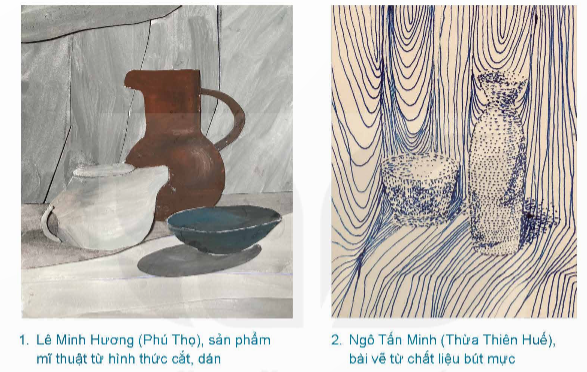 1. Lê Minh Hương (Phú Thọ), sản phẩm
mĩ thuật từ hình thức cắt, dán
2. Ngô Tấn Minh (Thừa Thiên Huế),
bài vẽ từ chất liệu bút mực